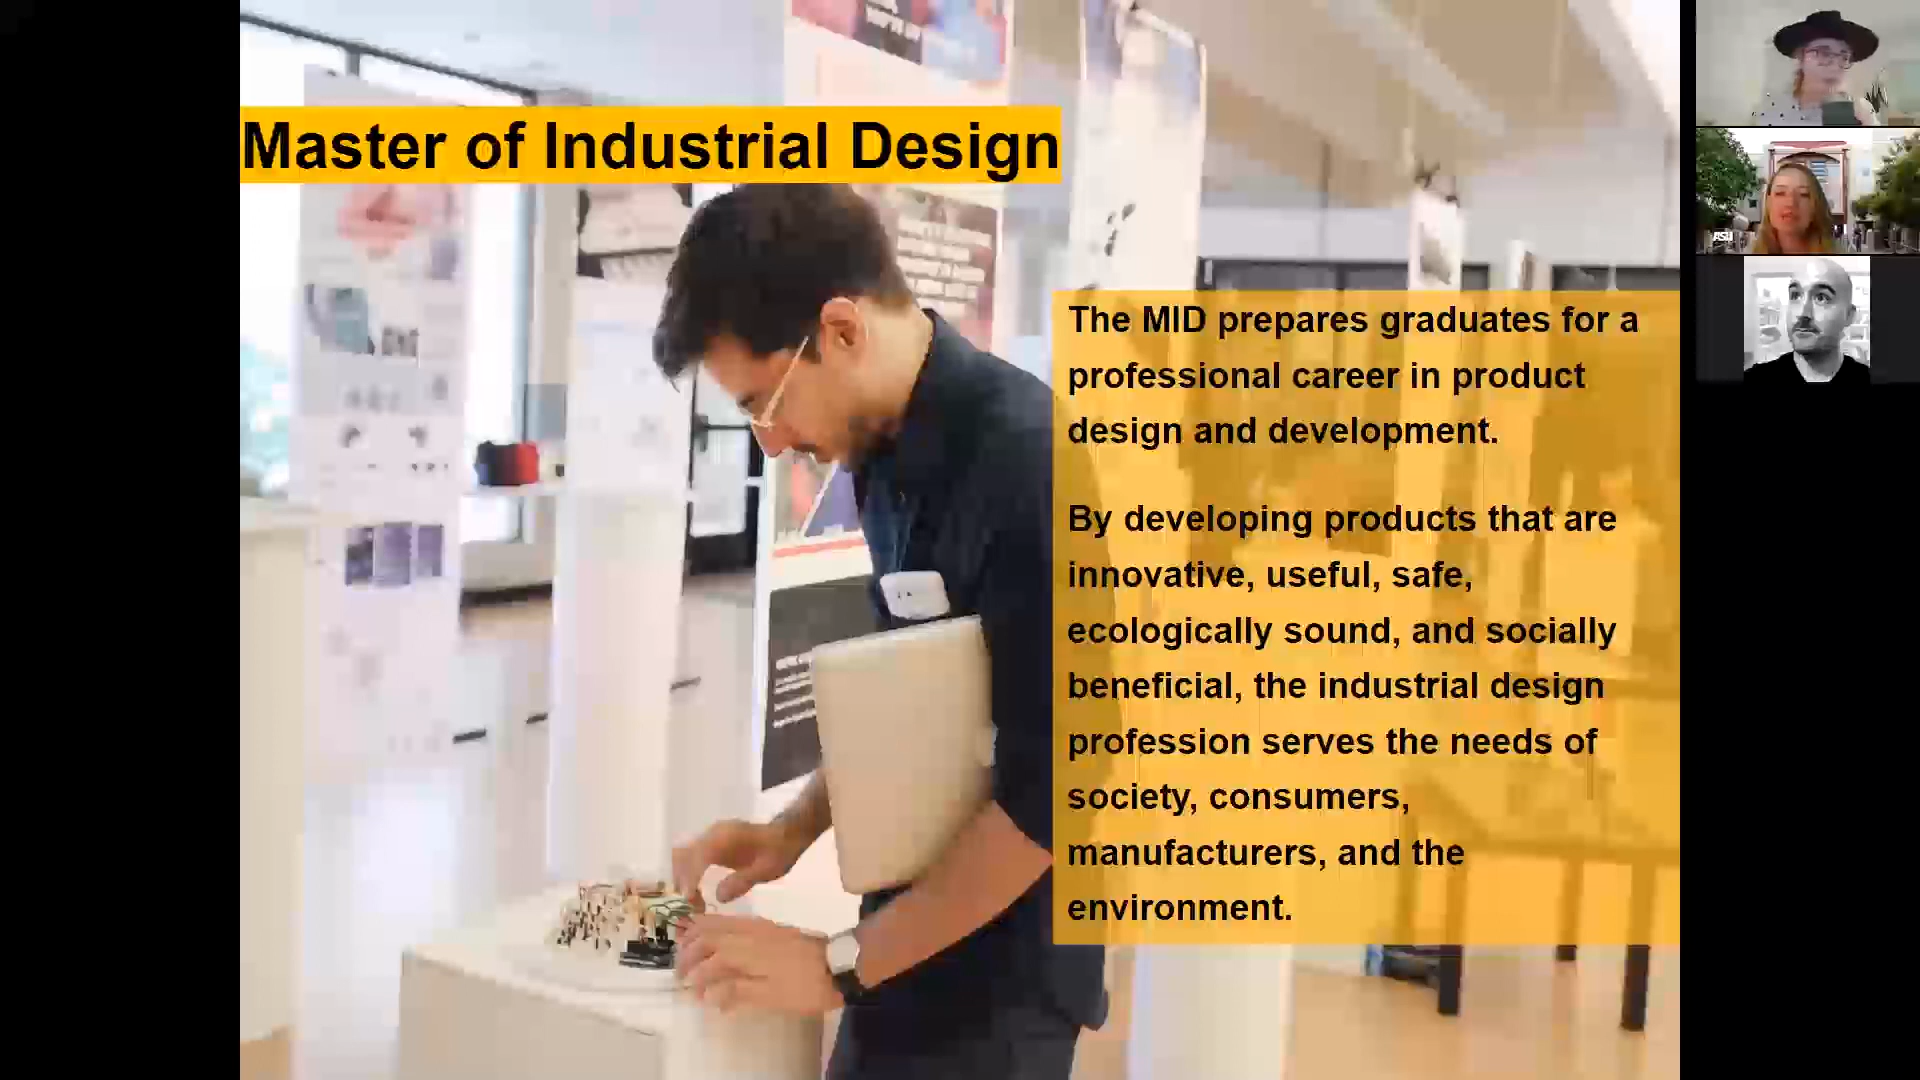 Master of Industrial Design
The MID prepares graduates for a
professional career in product
design and development.
By developing products that are
innovative, useful, safe,
ecologically sound, and socially
beneficial, the industrial design
profession serves the needs of
society, consumers,
manufacturers, and the
environment.
ASU